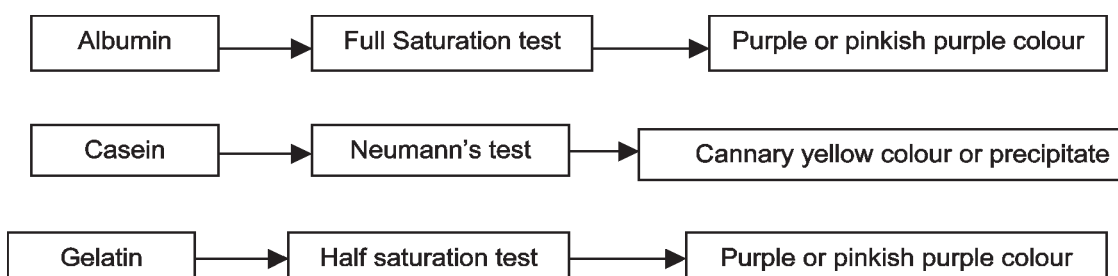 Albumin Full Saturation test Purple or pinkish purple colour
Casein Neumann's test Cannary yellow colour or precipitate
Gelatin Half saturation test Purple or pinkish purple colour